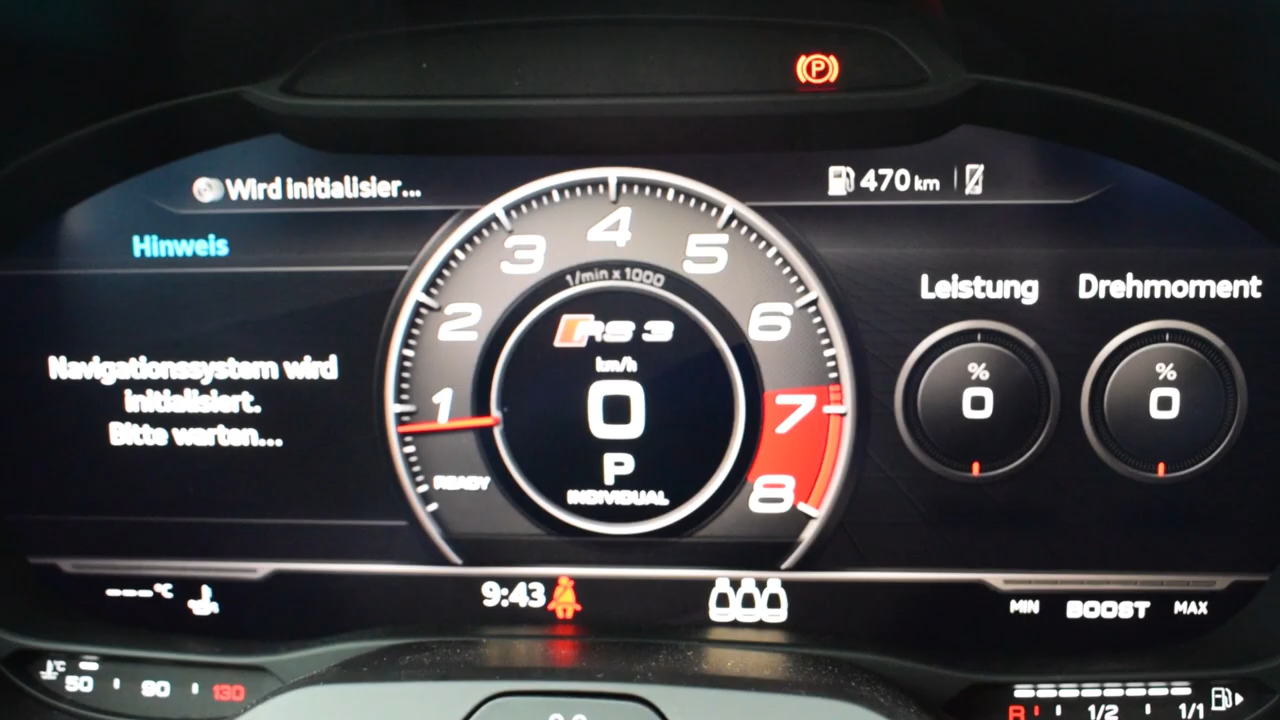 P
Wird initialisier...
470 km
Hinweis
Navigationssystem wird
initialisiert.
Bitte warten...
1
2
3
4
5
6
7
8
1/min x 1000
RS 3
km/h
0
P
INDIVIDUAL
READY
Leistung
%
0
Drehmoment
%
0
---°C
9:43
MIN BOOST MAX
°C
50 90 130
R 1/2 1/1